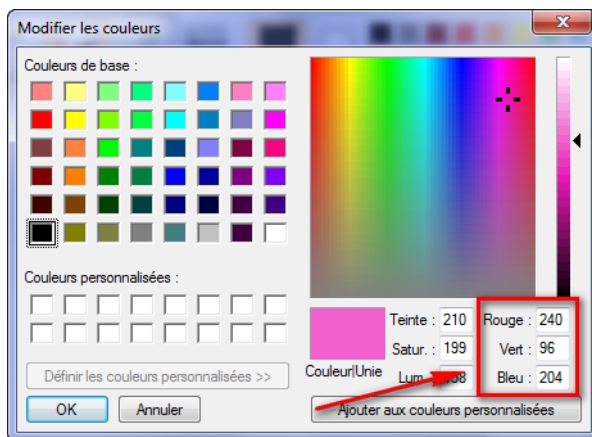 Modifier les couleurs
Couleurs de base :
Couleurs personnalisées :
Définir les couleurs personnalisées >>
OK Annuler
Couleur|Unie
Teinte : 210 Rouge : 240
Satur. : 199 Vert : 96
Lum. Bleu : 204
Ajouter aux couleurs personnalisées